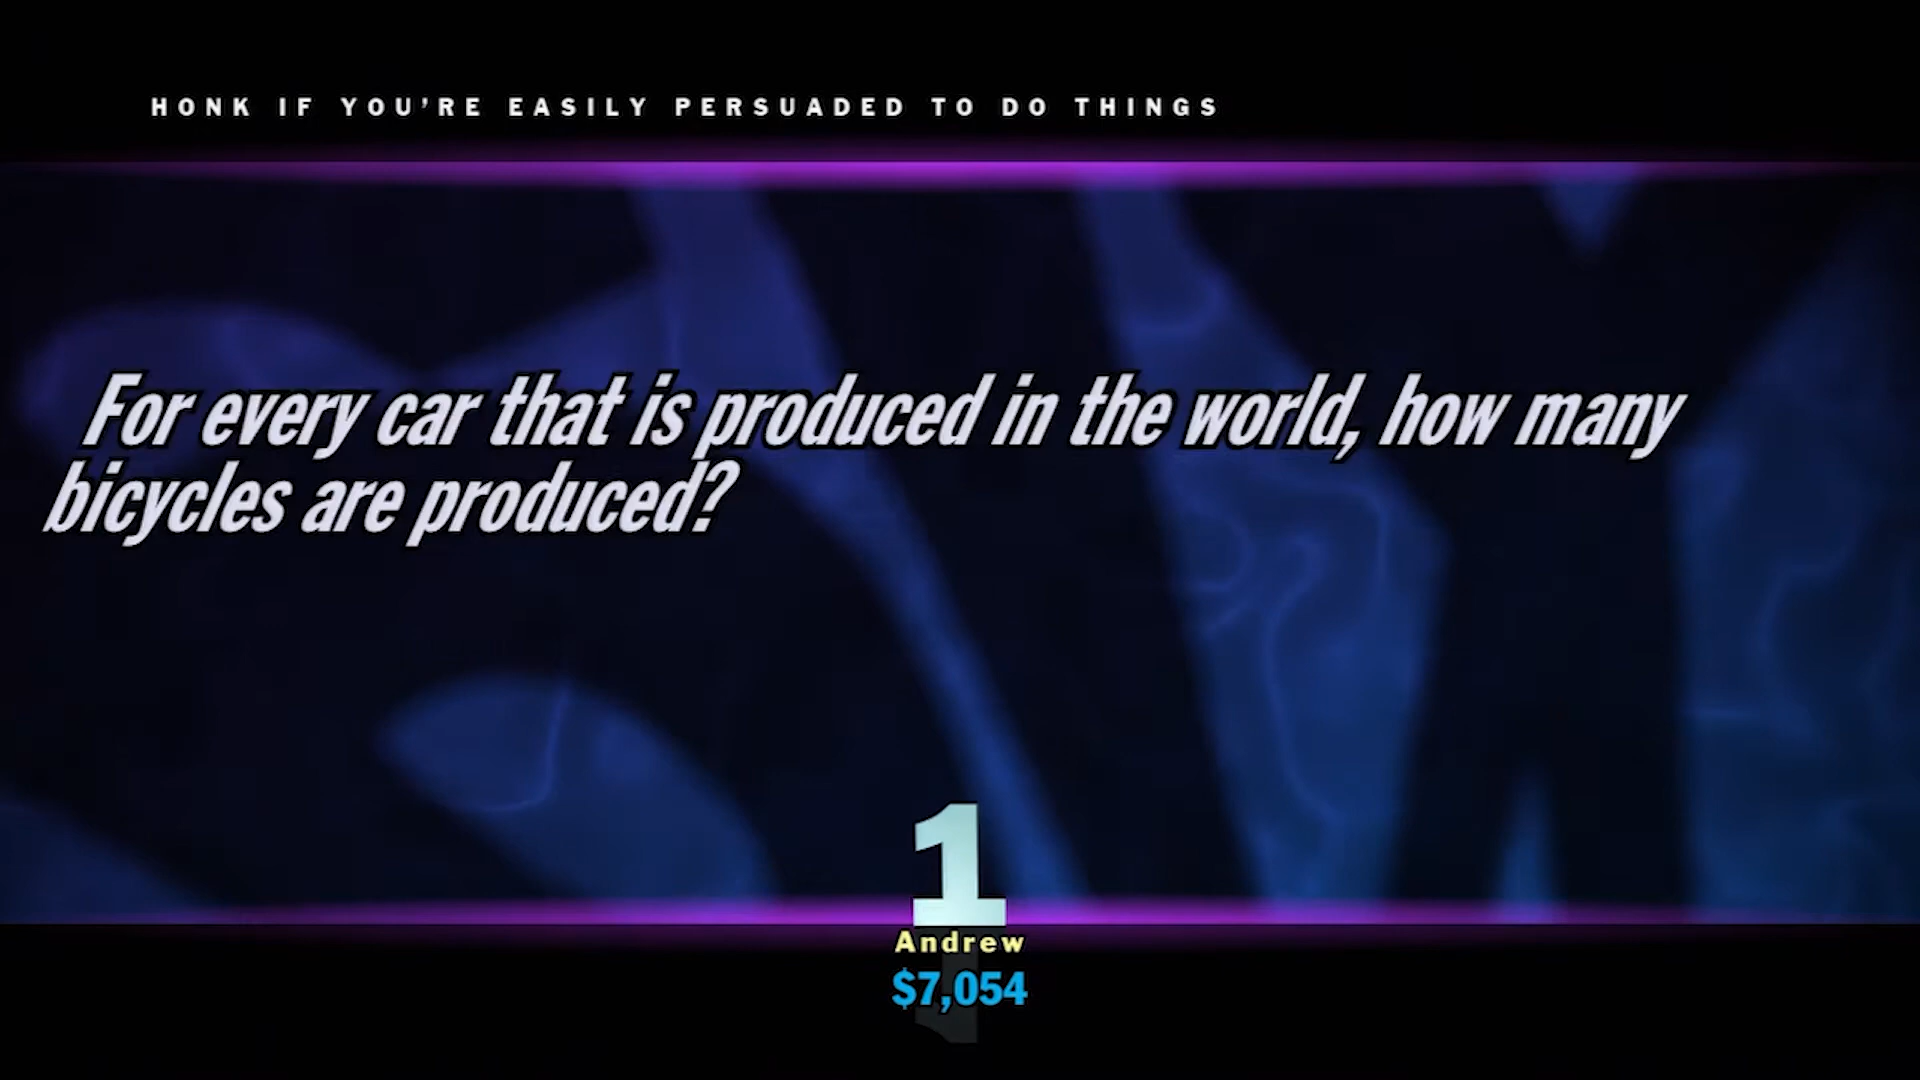 HONK IF YOU'RE EASILY PERSUADED TO DO THINGS
For every car that is produced in the world, how many
bicycles are produced?
1
Andrew
$7,054